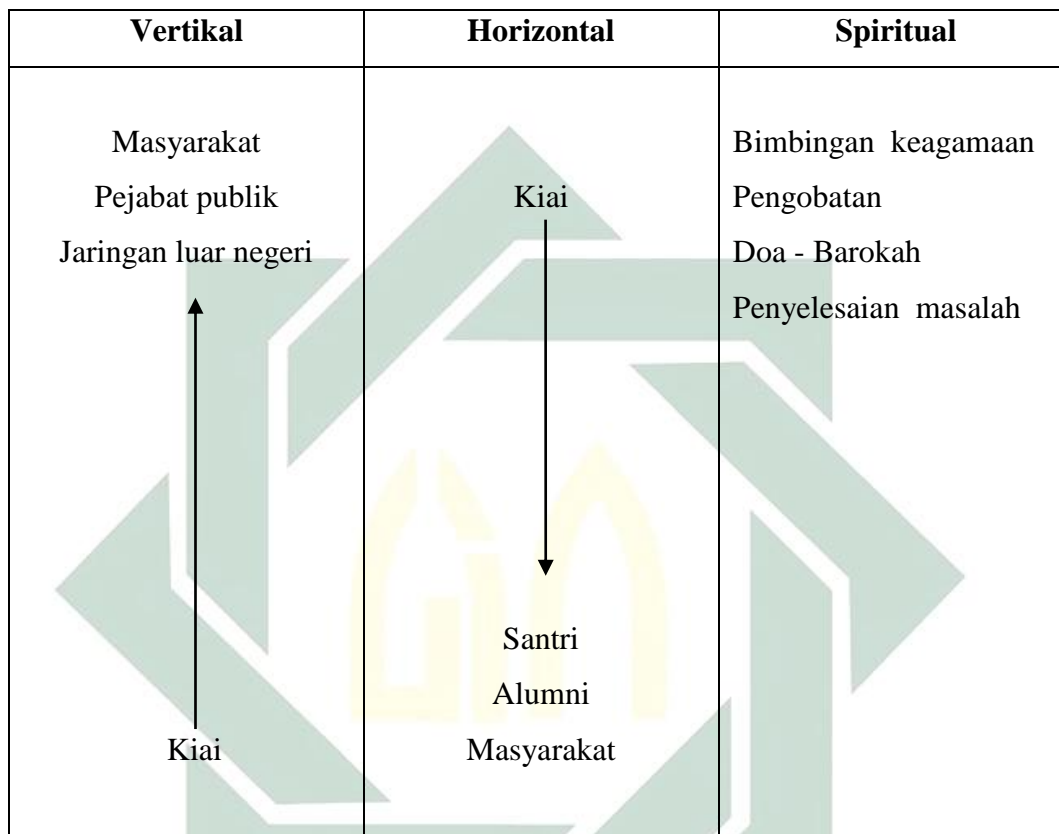 Vertikal
Horizontal
Spiritual
Masyarakat
Pejabat publik
Jaringan luar negeri
Kiai
Kiai
Santri
Alumni
Masyarakat
Bimbingan keagamaan
Pengobatan
Doa - Barokah
Penyelesaian masalah